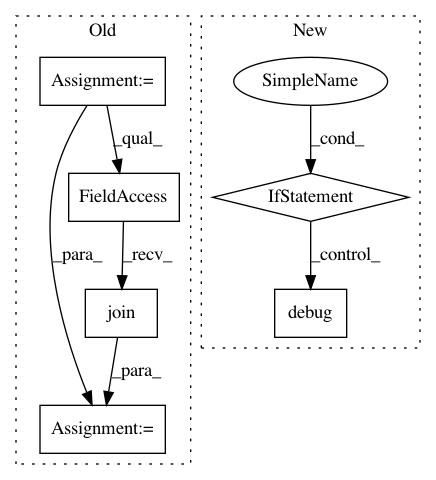 Old
New
Assignment:=
SimpleName
_qual_
_cond_
FieldAccess
IfStatement
_para_
_recv_
_control_
join
debug
_para_
Assignment:=